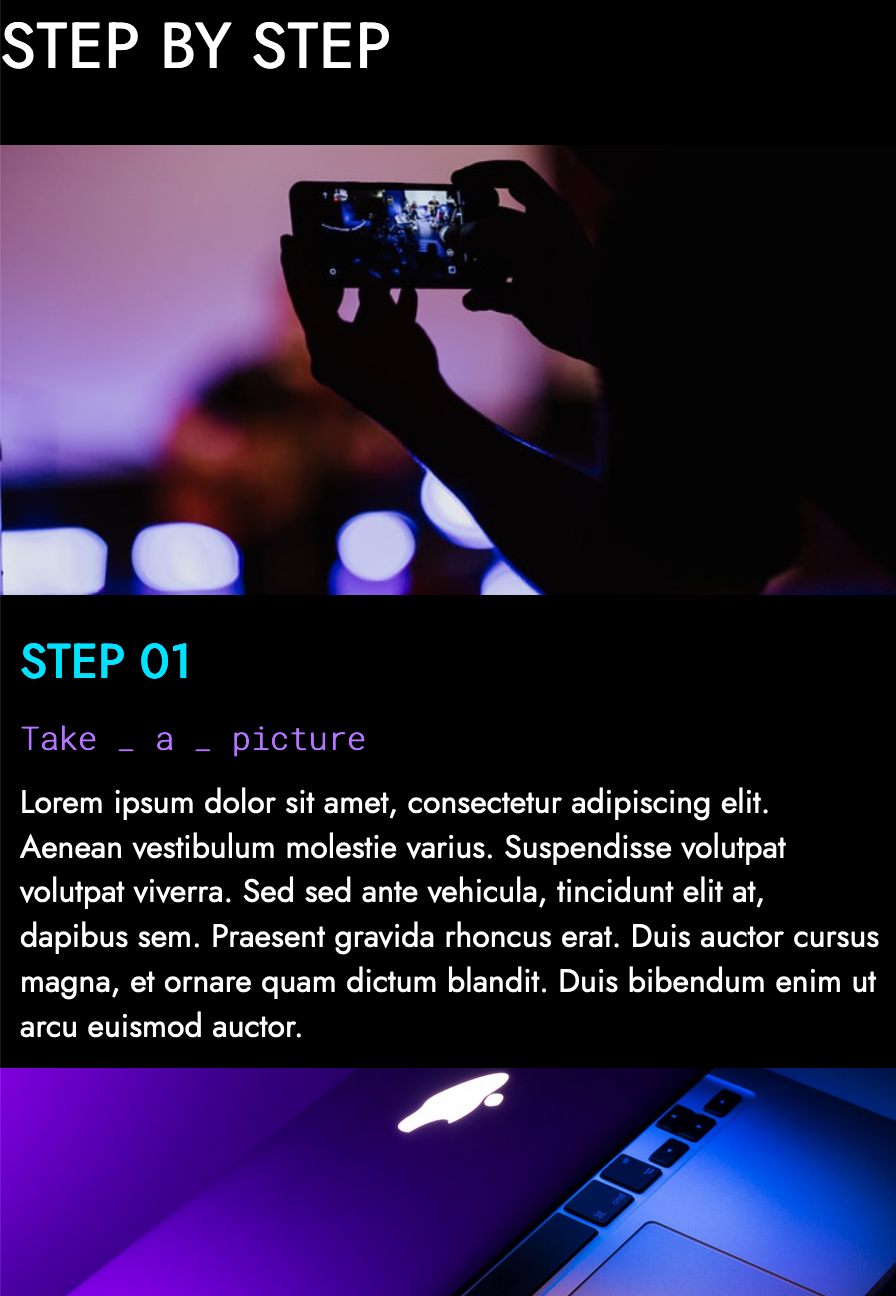 STEP BY STEP
STEP 01
Take _ a _ picture
Lorem ipsum dolor sit amet, consectetur adipiscing elit.
Aenean vestibulum molestie varius. Suspendisse volutpat
volutpat viverra. Sed sed ante vehicula, tincidunt elit at,
dapibus sem. Praesent gravida rhoncus erat. Duis auctor cursus
magna, et ornare quam dictum blandit. Duis bibendum enim ut
arcu euismod auctor.
cmd